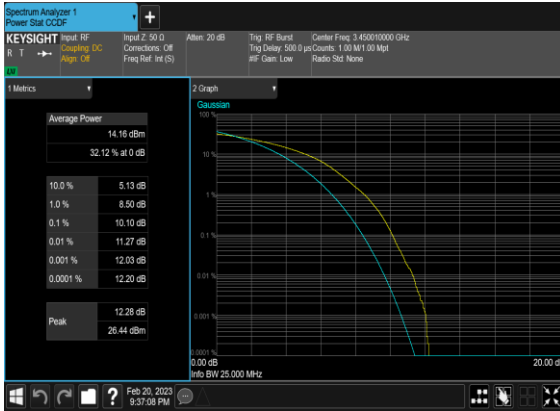 Spectrum Analyzer 1
Power Stat CCDF
+
KEYSIGHT
R T
Input: RF
Coupling: DC
Align: Off
Input Z: 50 Ω
Corrections: Off
Freq Ref: Int (S)
Atten: 20 dB
Trig: RF Burst
Trig Delay: 500.0 µs
#IF Gain: Low
Center Freq: 3.450010000 GHz
Counts: 1.00 M/1.00 Mpt
Radio Std: None
1 Metrics
Average Power
14.16 dBm
32.12 % at 0 dB
10.0 % 5.13 dB
1.0 % 8.50 dB
0.1 % 10.10 dB
0.01 % 11.27 dB
0.001 % 12.03 dB
0.0001 % 12.20 dB
Peak
12.28 dB
26.44 dBm
2 Graph
Gaussian
100 %
10 %
1 %
0.1 %
0.01 %
0.001 %
0.0001 %
0.00 dB
20.00 d
Info BW 25.000 MHz
?
Feb 20, 2023
9:37:08 PM